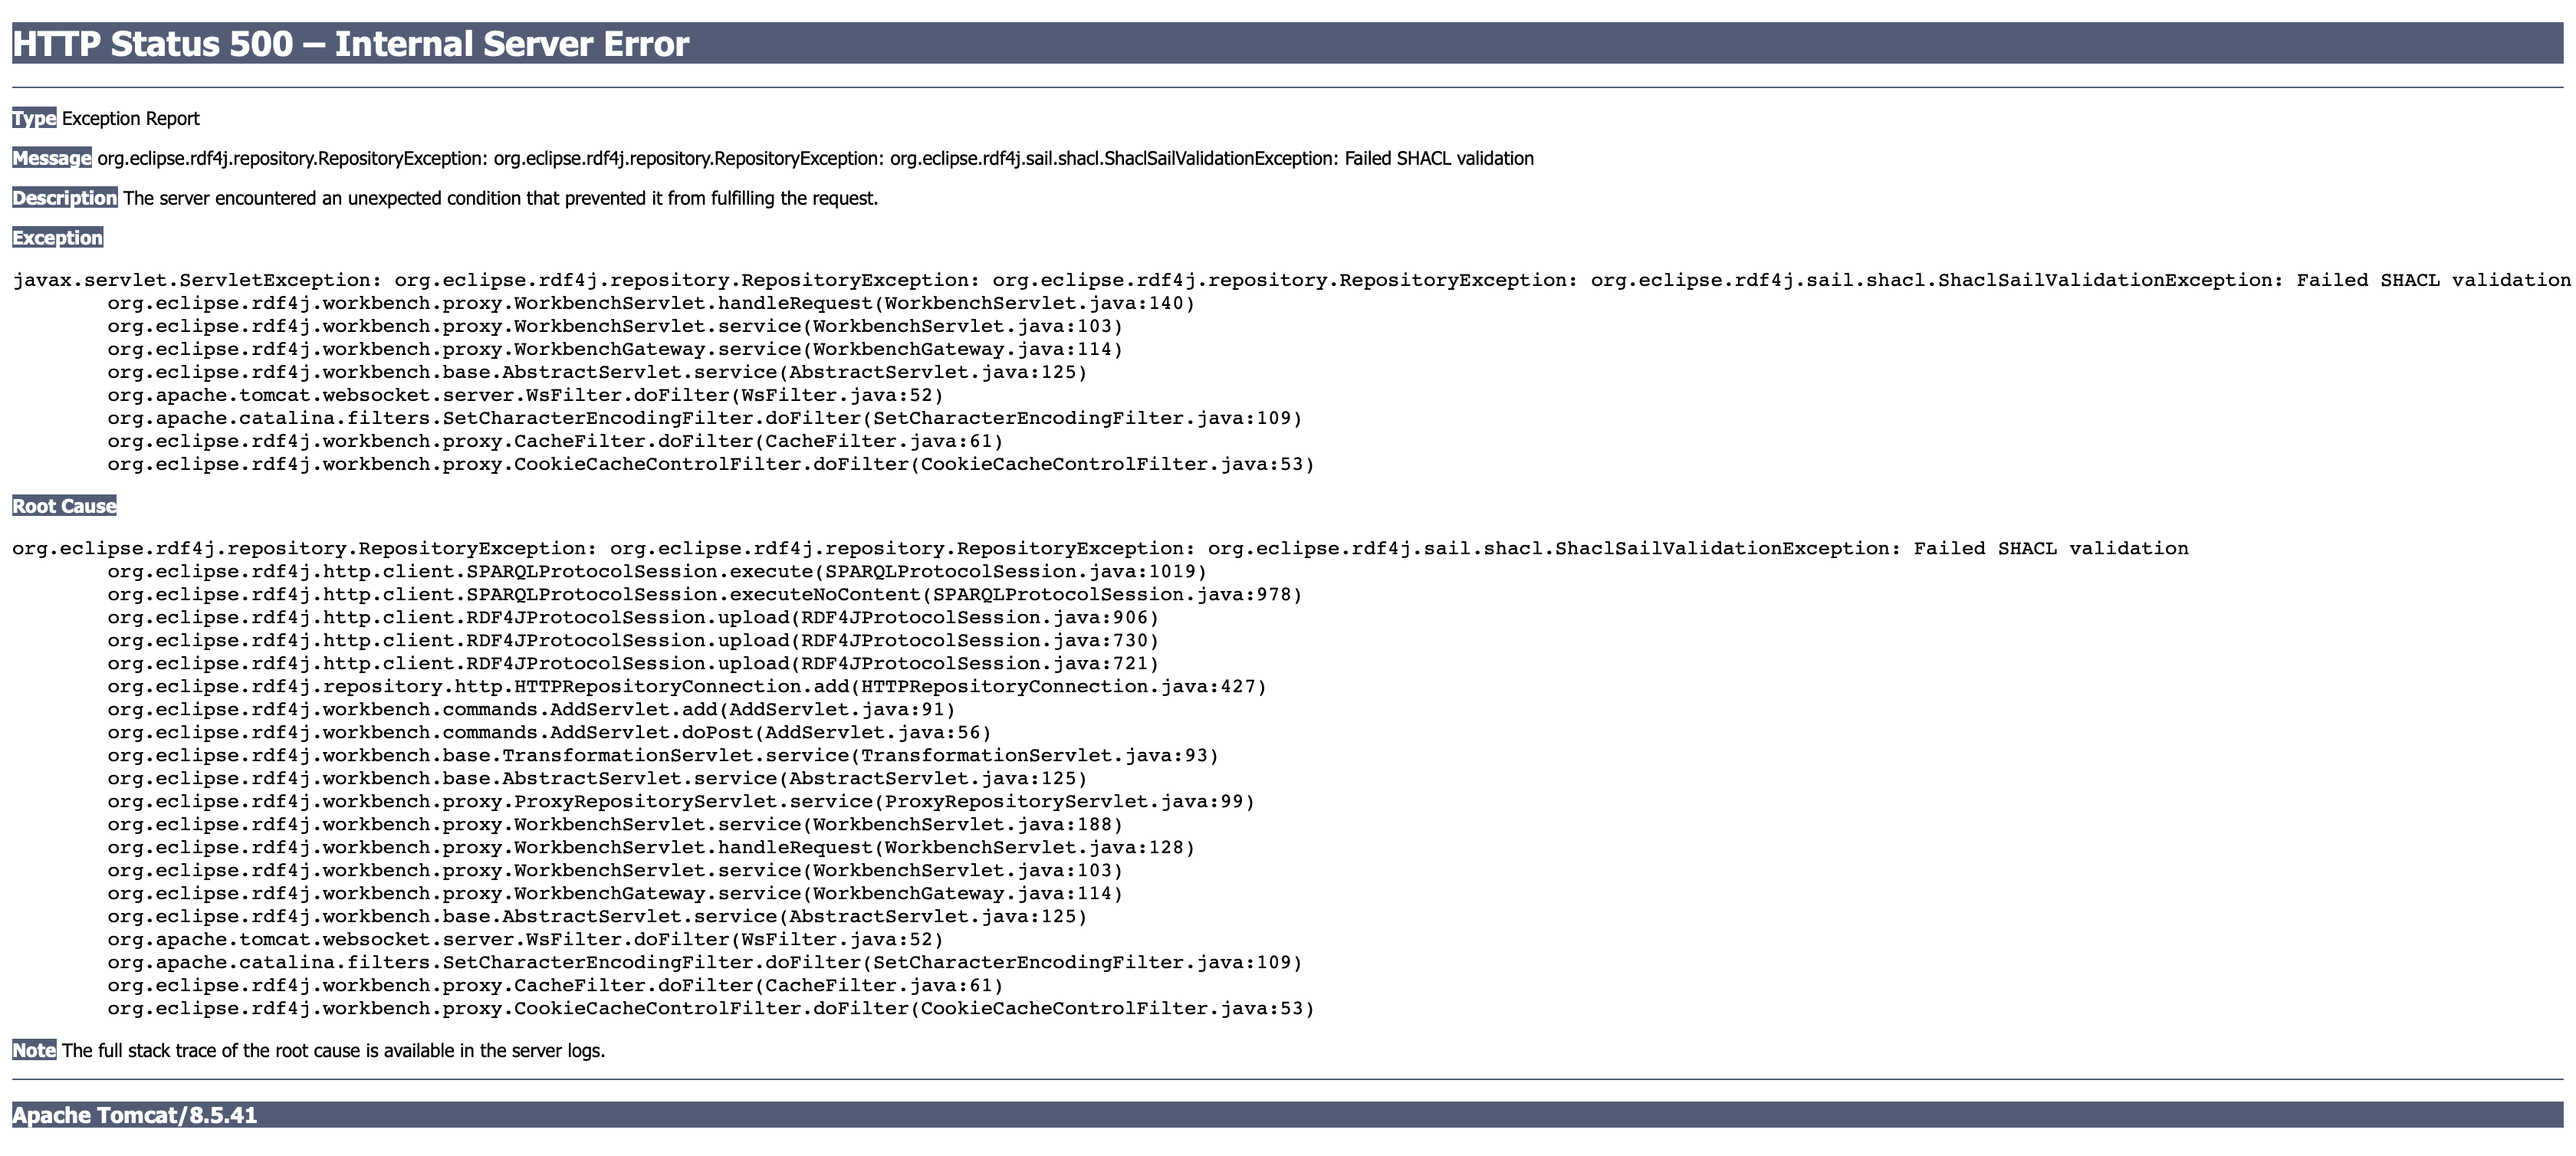 HTTP Status 500 – Internal Server Error
Type Exception Report
Message org.eclipse.rdf4j.repository.RepositoryException: org.eclipse.rdf4j.repository.RepositoryException: org.eclipse.rdf4j.sail.shacl.ShaclSailValidationException: Failed SHACL validation
Description The server encountered an unexpected condition that prevented it from fulfilling the request.
Exception
javax.servlet.ServletException: org.eclipse.rdf4j.repository.RepositoryException: org.eclipse.rdf4j.repository.RepositoryException: org.eclipse.rdf4j.sail.shacl.ShaclSailValidationException: Failed SHACL validation
org.eclipse.rdf4j.workbench.proxy.WorkbenchServlet.handleRequest(WorkbenchServlet.java:140)
org.eclipse.rdf4j.workbench.proxy.WorkbenchServlet.service(WorkbenchServlet.java:103)
org.eclipse.rdf4j.workbench.proxy.WorkbenchGateway.service(WorkbenchGateway.java:114)
org.eclipse.rdf4j.workbench.base.AbstractServlet.service(AbstractServlet.java:125)
org.apache.tomcat.websocket.server.WsFilter.doFilter(WsFilter.java:52)
org.apache.catalina.filters.SetCharacterEncodingFilter.doFilter(SetCharacterEncodingFilter.java:109)
org.eclipse.rdf4j.workbench.proxy.CacheFilter.doFilter(CacheFilter.java:61)
org.eclipse.rdf4j.workbench.proxy.CookieCacheControlFilter.doFilter(CookieCacheControlFilter.java:53)
Root Cause
org.eclipse.rdf4j.repository.RepositoryException: org.eclipse.rdf4j.repository.RepositoryException: org.eclipse.rdf4j.sail.shacl.ShaclSailValidationException: Failed SHACL validation
org.eclipse.rdf4j.http.client.SPARQLProtocolSession.execute(SPARQLProtocolSession.java:1019)
org.eclipse.rdf4j.http.client.SPARQLProtocolSession.executeNoContent(SPARQLProtocolSession.java:978)
org.eclipse.rdf4j.http.client.RDF4JProtocolSession.upload(RDF4JProtocolSession.java:906)
org.eclipse.rdf4j.http.client.RDF4JProtocolSession.upload(RDF4JProtocolSession.java:730)
org.eclipse.rdf4j.http.client.RDF4JProtocolSession.upload(RDF4JProtocolSession.java:721)
org.eclipse.rdf4j.repository.http.HTTPRepositoryConnection.add(HTTPRepositoryConnection.java:427)
org.eclipse.rdf4j.workbench.commands.AddServlet.add(AddServlet.java:91)
org.eclipse.rdf4j.workbench.commands.AddServlet.doPost(AddServlet.java:56)
org.eclipse.rdf4j.workbench.base.TransformationServlet.service(TransformationServlet.java:93)
org.eclipse.rdf4j.workbench.base.AbstractServlet.service(AbstractServlet.java:125)
org.eclipse.rdf4j.workbench.proxy.ProxyRepositoryServlet.service(ProxyRepositoryServlet.java:99)
org.eclipse.rdf4j.workbench.proxy.WorkbenchServlet.service(WorkbenchServlet.java:188)
org.eclipse.rdf4j.workbench.proxy.WorkbenchServlet.handleRequest(WorkbenchServlet.java:128)
org.eclipse.rdf4j.workbench.proxy.WorkbenchServlet.service(WorkbenchServlet.java:103)
org.eclipse.rdf4j.workbench.proxy.WorkbenchGateway.service(WorkbenchGateway.java:114)
org.eclipse.rdf4j.workbench.base.AbstractServlet.service(AbstractServlet.java:125)
org.apache.tomcat.websocket.server.WsFilter.doFilter(WsFilter.java:52)
org.apache.catalina.filters.SetCharacterEncodingFilter.doFilter(SetCharacterEncodingFilter.java:109)
org.eclipse.rdf4j.workbench.proxy.CacheFilter.doFilter(CacheFilter.java:61)
org.eclipse.rdf4j.workbench.proxy.CookieCacheControlFilter.doFilter(CookieCacheControlFilter.java:53)
Note The full stack trace of the root cause is available in the server logs.
Apache Tomcat/8.5.41